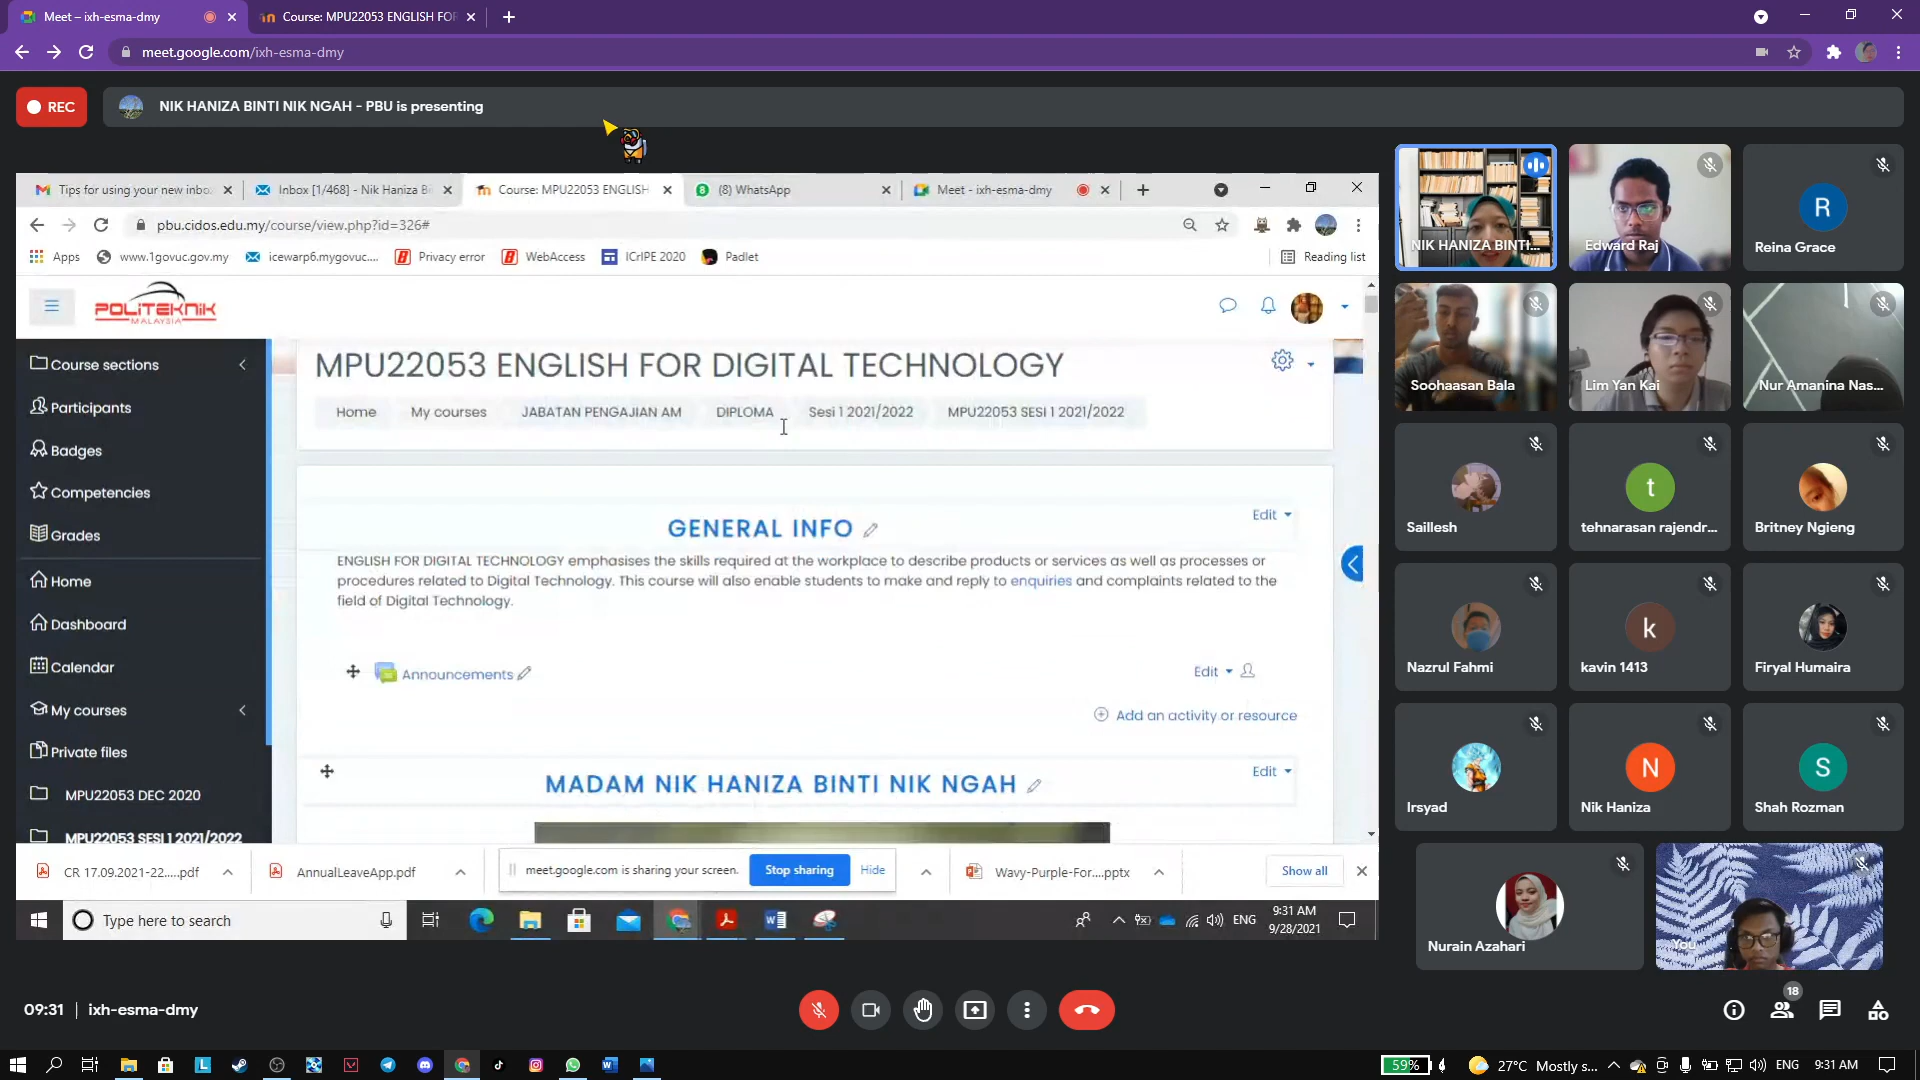 Meet – ixh-esma-dmy
Course: MPU22053 ENGLISH FOR
meet.google.com/ixh-esma-dmy
REC
NIK HANIZA BINTI NIK NGAH - PBU is presenting
Tips for using your new inbo
Inbox [1/468] - Nik Haniza Bi
Course: MPU22053 ENGLISH
(8) WhatsApp
Meet - ixh-esma-dmy
pbu.cidos.edu.my/course/view.php?id=326#
Apps
www.1govuc.gov.my
icewarp6.mygovuc....
Privacy error
WebAccess
ICrIPE 2020
Padlet
Reading list
POLITEKNIK
MALAYSIA
Course sections
Participants
Badges
Competencies
Grades
Home
Dashboard
Calendar
My courses
Private files
MPU22053 DEC 2020
MPU22053 SESI 1 2021/2022
MPU22053 ENGLISH FOR DIGITAL TECHNOLOGY
Home
My courses
JABATAN PENGAJIAN AM
DIPLOMA
Sesi 1 2021/2022
MPU22053 SESI 1 2021/2022
Edit
GENERAL INFO
ENGLISH FOR DIGITAL TECHNOLOGY emphasises the skills required at the workplace to describe products or services as well as processes or
procedures related to Digital Technology. This course will also enable students to make and reply to enquiries and complaints related to the
field of Digital Technology.
Announcements
Edit
Add an activity or resource
MADAM NIK HANIZA BINTI NIK NGAH
Edit
CR 17.09.2021-22.....pdf
AnnualLeaveApp.pdf
meet.google.com is sharing your screen.
Stop sharing
Hide
Wavy-Purple-For....pptx
Show all
Type here to search
ENG
9:31 AM
9/28/2021
NIK HANIZA BINTI...
Edward Raj
R
Reina Grace
Soohaasan Bala
Lim Yan Kai
Nur Amanina Nas...
Saillesh
t
tehnarasan rajendr...
Britney Ngieng
Nazrul Fahmi
k
kavin 1413
Firyal Humaira
Irsyad
N
Nik Haniza
S
Shah Rozman
Nurain Azahari
You
09:31 | ixh-esma-dmy
18
59%
27°C Mostly s...
ENG
9:31 AM